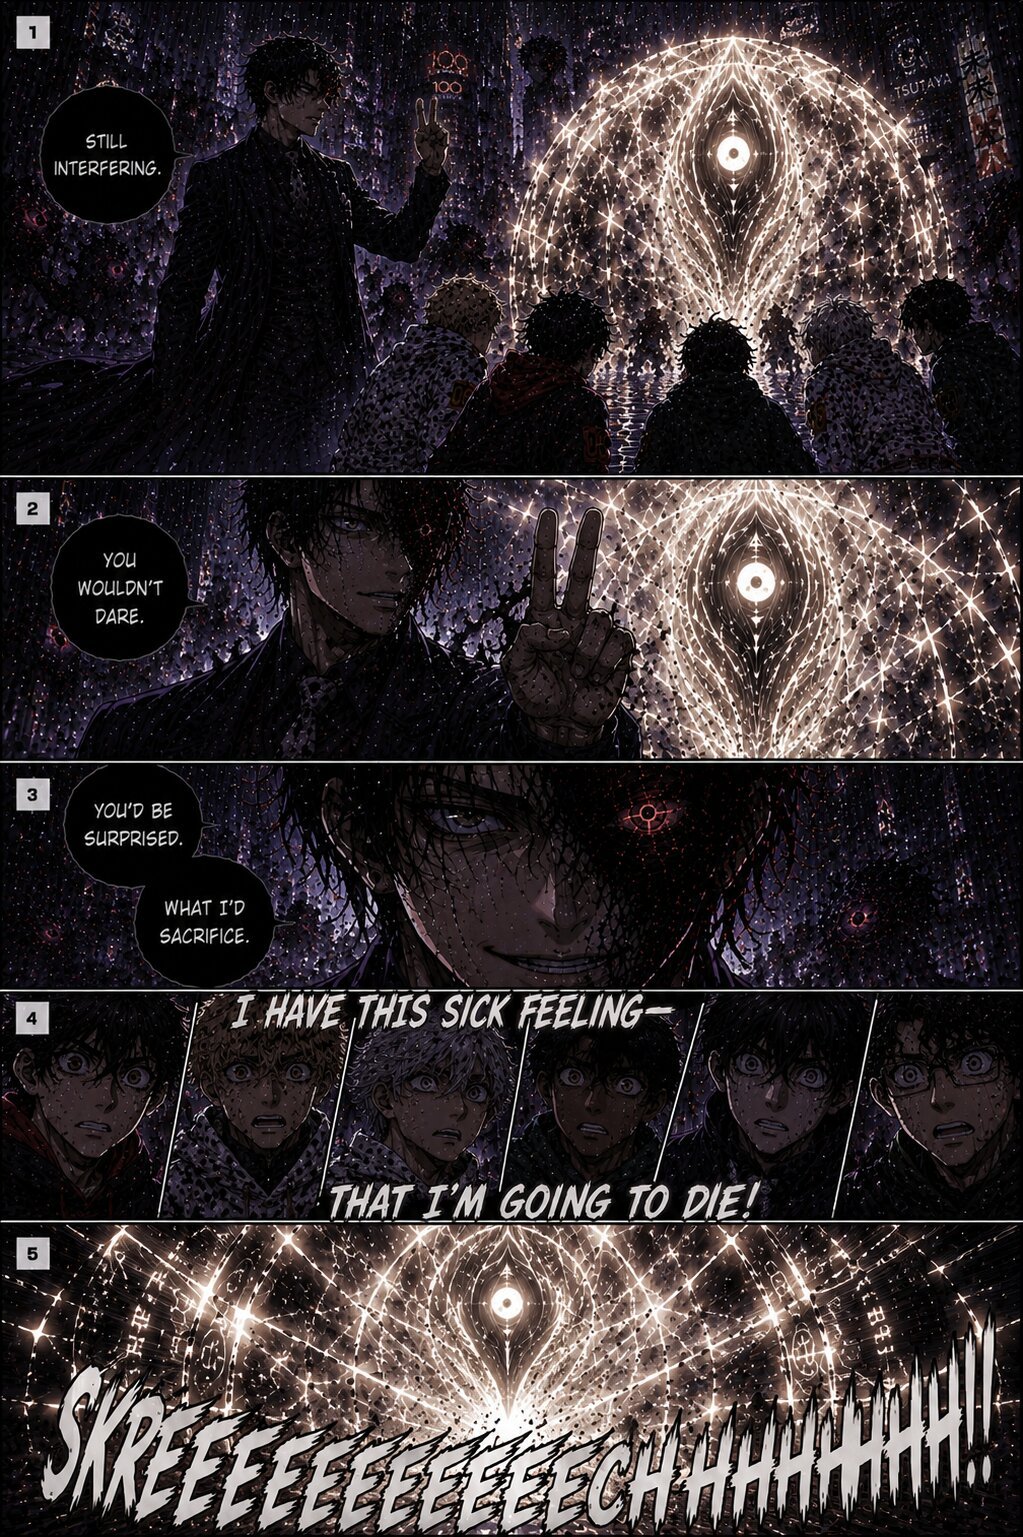 1
100
100
TSUTAYA
STILL
INTERFERING.
2
YOU
WOULDN'T
DARE.
3
YOU'D BE
SURPRISED.
WHAT I'D
SACRIFICE.
4
I HAVE THIS SICK FEELING—
THAT I'M GOING TO DIE!
5
SKREEEEEEEEEEEECHHHHHHHH!!